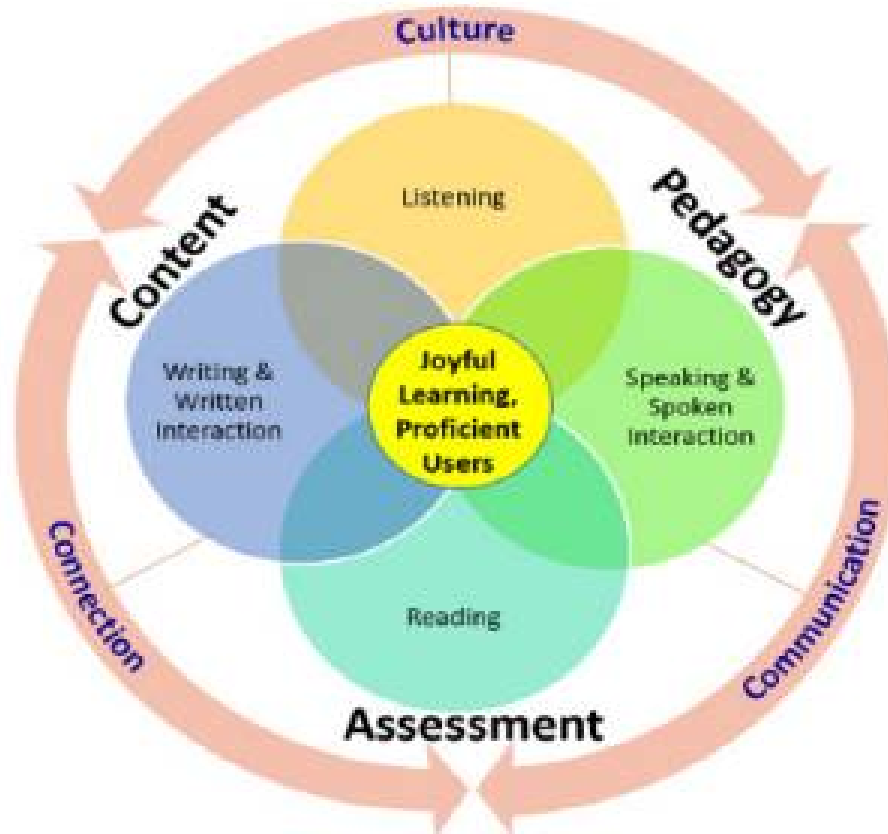 Culture
Content
Pedagogy
Listening
Writing &
Written
Interaction
Joyful
Learning,
Proficient
Users
Speaking &
Spoken
Interaction
Reading
Connection
Communication
Assessment